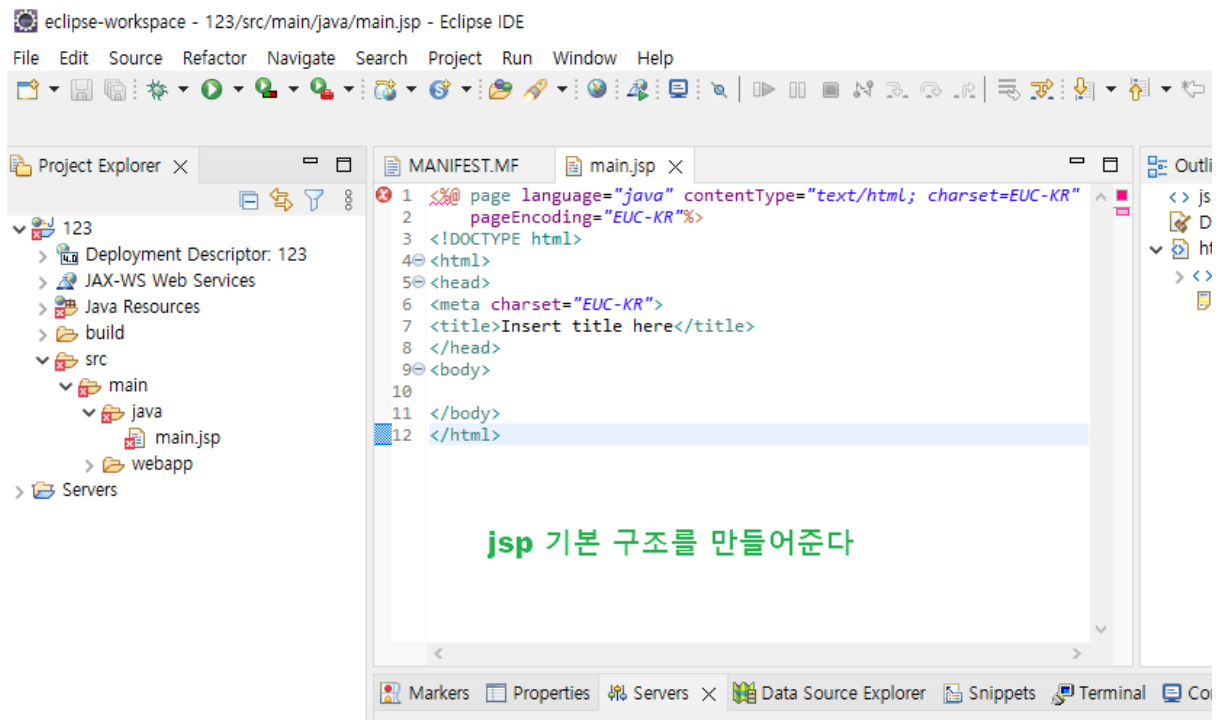 eclipse-workspace - 123/src/main/java/main.jsp - Eclipse IDE
File Edit Source Refactor Navigate Search Project Run Window Help
Project Explorer
MANIFEST.MF
main.jsp
Outli
123
Deployment Descriptor: 123
JAX-WS Web Services
Java Resources
build
src
main
java
main.jsp
webapp
Servers
1 <%@ page language="java" contentType="text/html; charset=EUC-KR"
2 pageEncoding="EUC-KR"%>
3 <!DOCTYPE html>
4 <html>
5 <head>
6 <meta charset="EUC-KR">
7 <title>Insert title here</title>
8 </head>
9 <body>
10
11 </body>
12 </html>
js
D
ht
jsp 기본 구조를 만들어준다
Markers Properties Servers Data Source Explorer Snippets Terminal Co